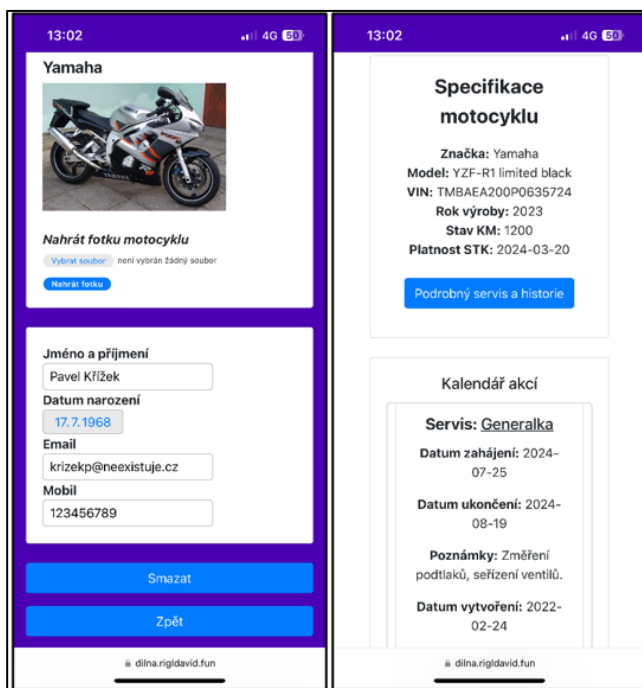 13:02
4G 50
Yamaha
Nahrát fotku motocyklu
Vybrat soubor není vybrán žádný soubor
Nahrát fotku
Jméno a příjmení
Pavel Křížek
Datum narození
17. 7. 1968
Email
krizekp@neexistuje.cz
Mobil
123456789
Smazat
Zpět
dilna.rigldavid.fun
13:02
4G 50
Specifikace
motocyklu
Značka: Yamaha
Model: YZF-R1 limited black
VIN: TMBAEA200P0635724
Rok výroby: 2023
Stav KM: 1200
Platnost STK: 2024-03-20
Podrobný servis a historie
Kalendář akcí
Servis: Generalka
Datum zahájení: 2024-
07-25
Datum ukončení: 2024-
08-19
Poznámky: Změření
podtlaků, seřízení ventilů.
Datum vytvoření: 2022-
02-24
dilna.rigldavid.fun